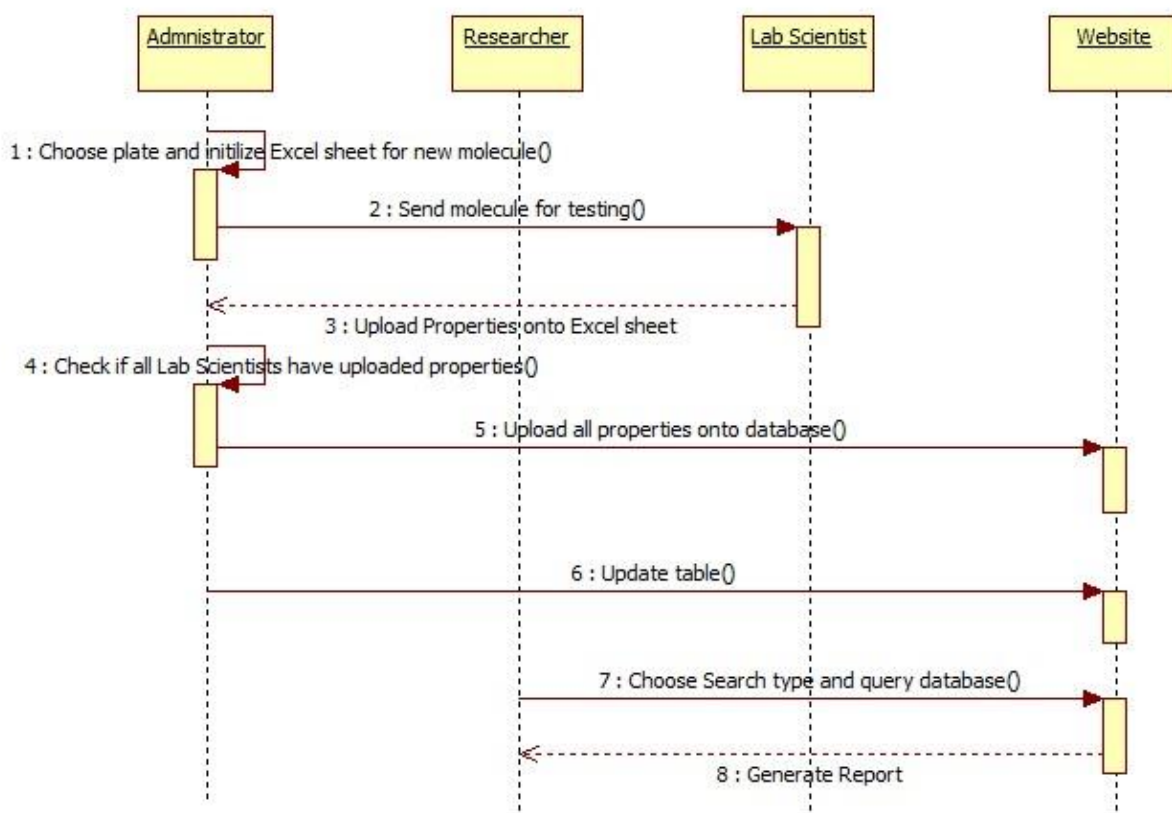 Admnistrator
Researcher
Lab Scientist
Website
1 : Choose plate and initilize Excel sheet for new molecule()
2 : Send molecule for testing()
3 : Upload Properties onto Excel sheet
4 : Check if all Lab Scientists have uploaded properties()
5 : Upload all properties onto database()
6 : Update table()
7 : Choose Search type and query database()
8 : Generate Report